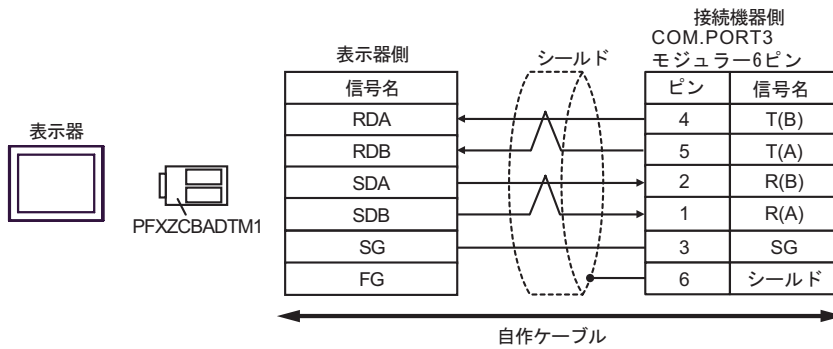 接続機器側
COM.PORT3
表示器側 シールド モジュラー6ピン
信号名 ピン 信号名
RDA 4 T(B)
表示器
RDB 5 T(A)
SDA 2 R(B)
SDB 1 R(A)
PFXZCBADTM1
SG 3 SG
FG 6 シールド
自作ケーブル